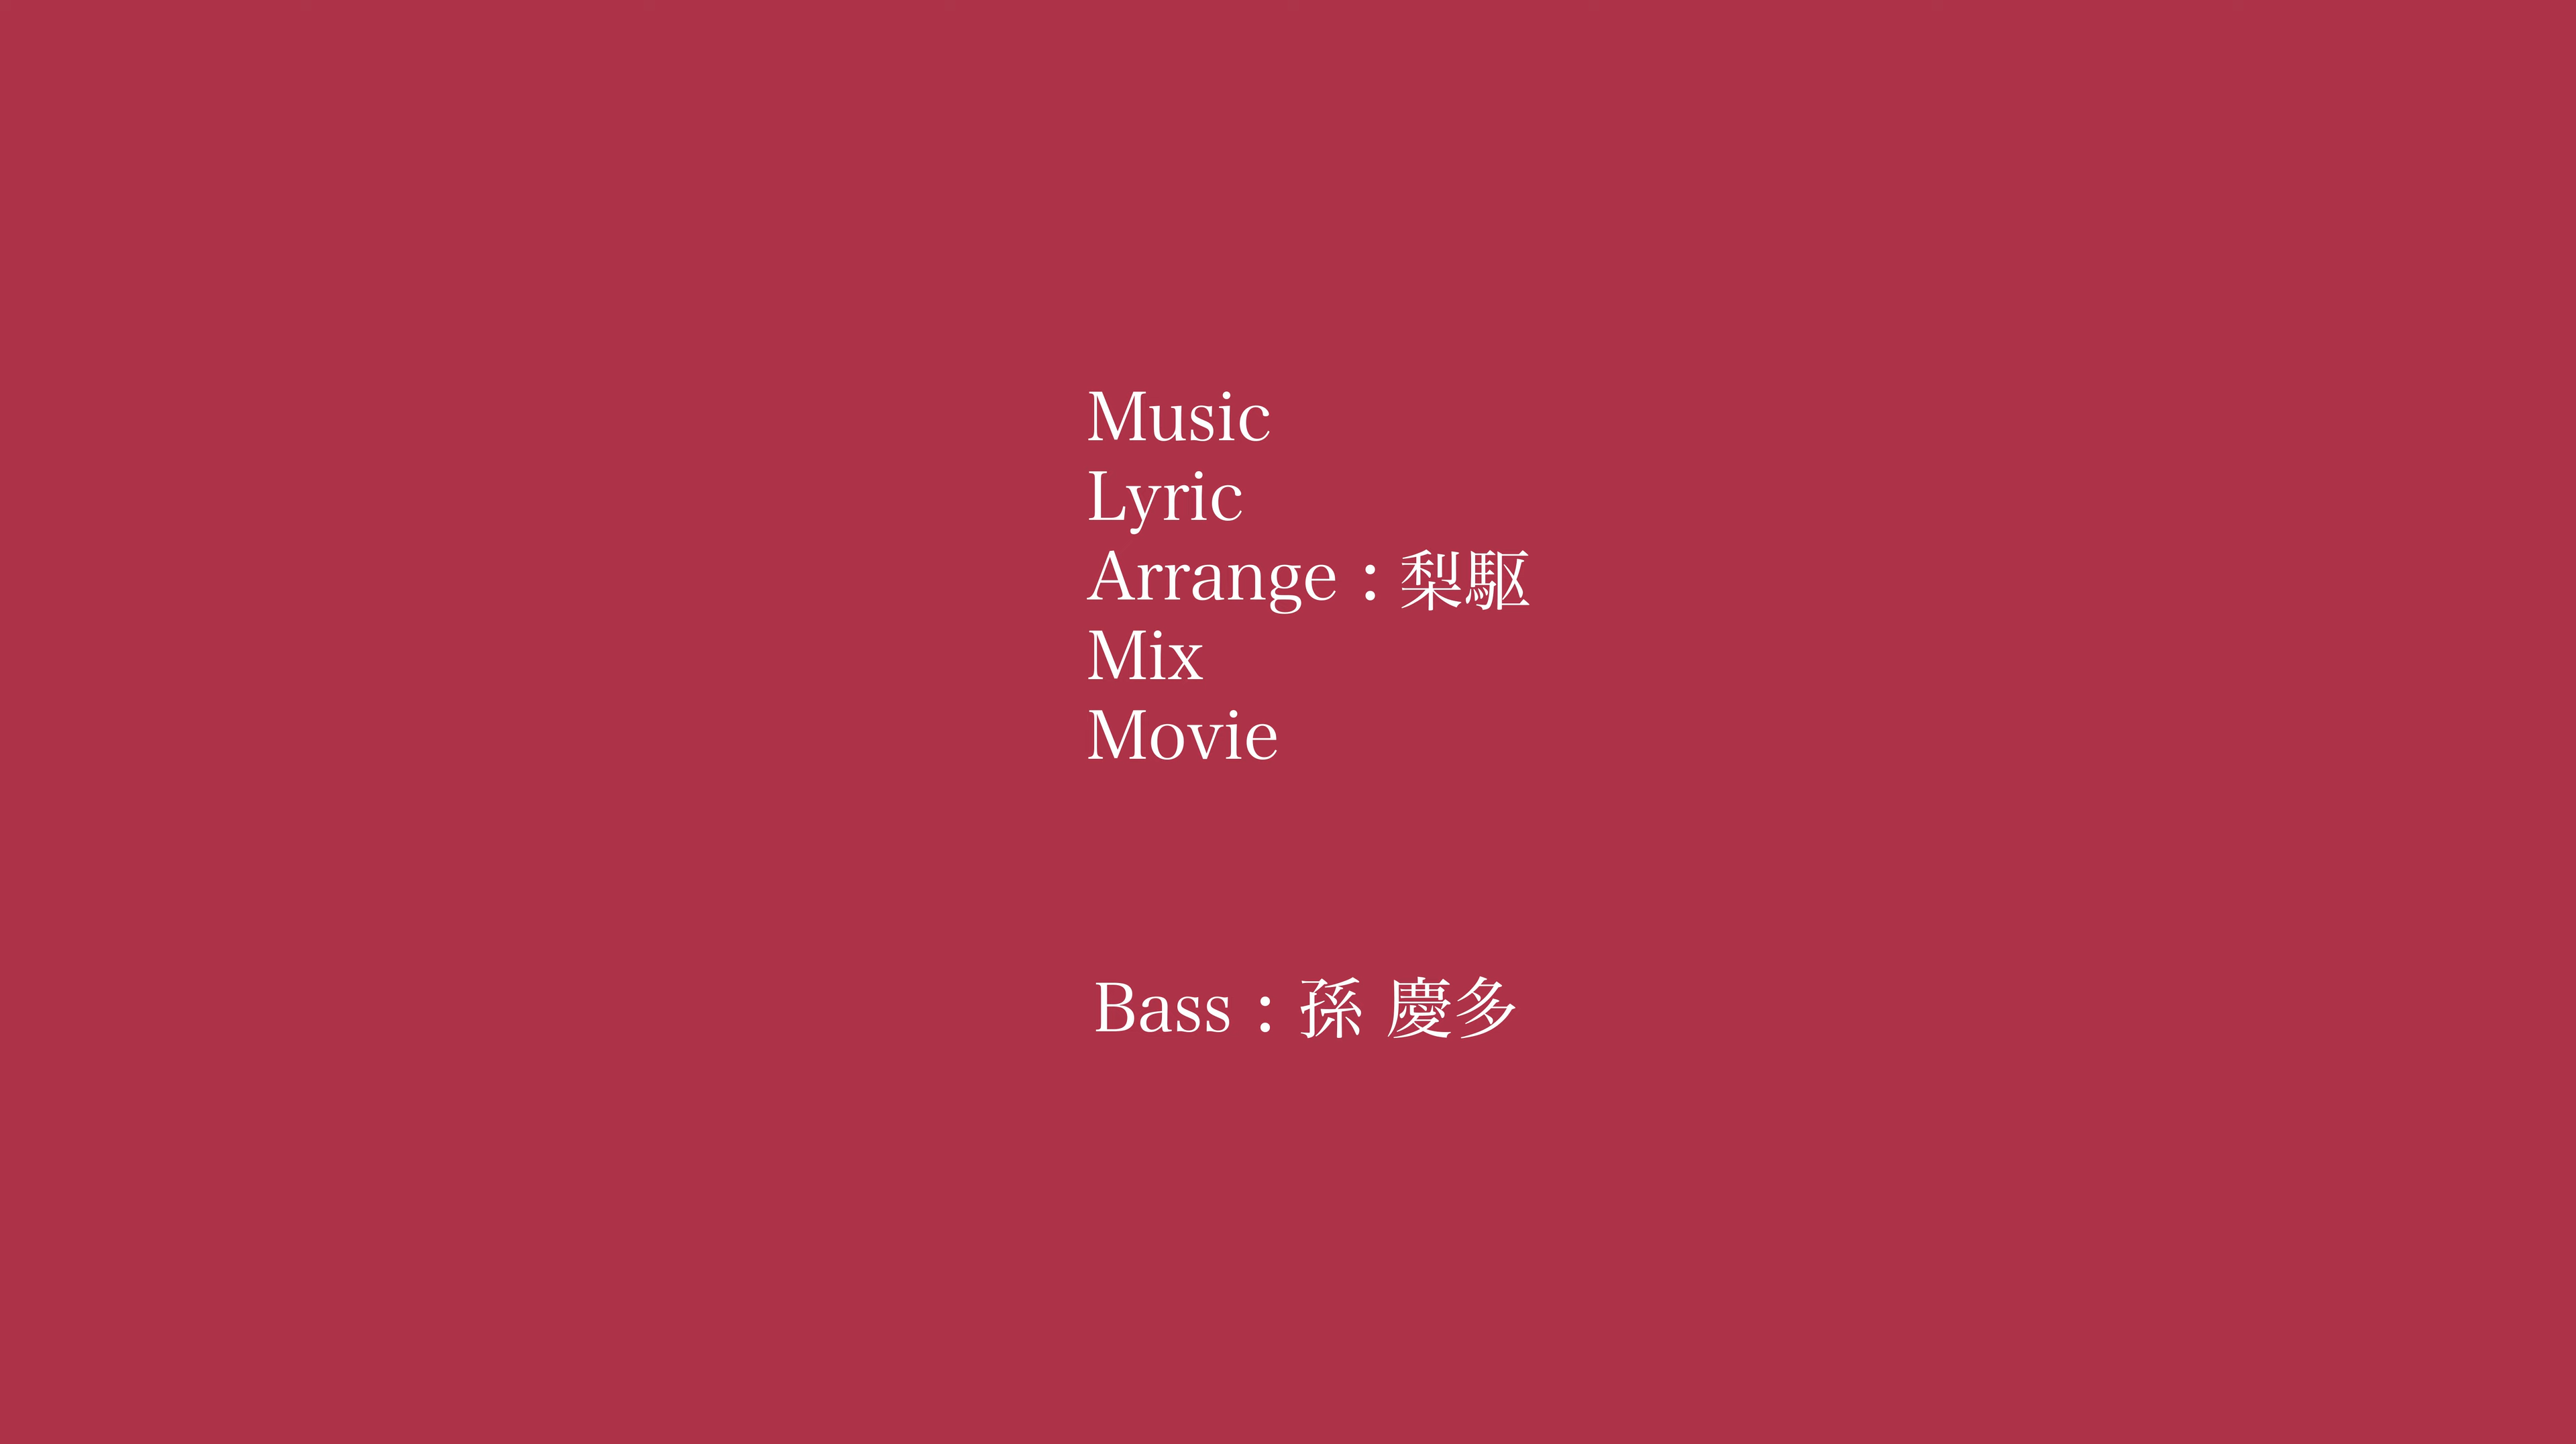 Music
Lyric
Arrange：梨駆
Mix
Movie
Bass：孫 慶多